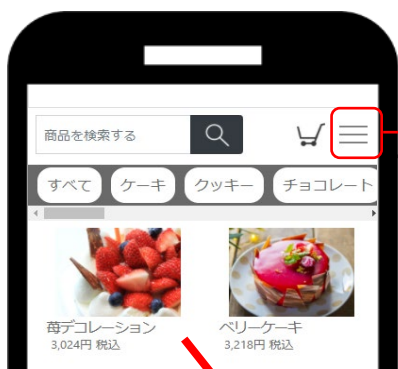 商品を検索する
すべて ケーキ クッキー チョコレート
苺デコレーション ベリーケーキ
3,024円 税込 3,218円 税込